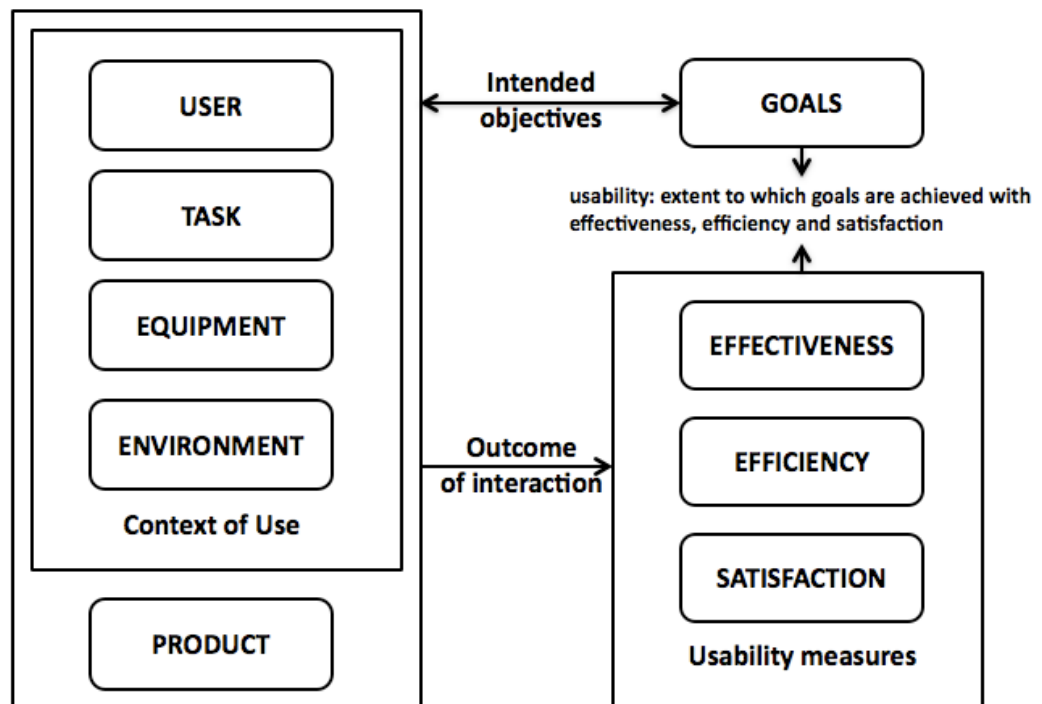 USER
TASK
EQUIPMENT
ENVIRONMENT
Context of Use
PRODUCT
Intended
objectives
GOALS
usability: extent to which goals are achieved with
effectiveness, efficiency and satisfaction
Outcome
of interaction
EFFECTIVENESS
EFFICIENCY
SATISFACTION
Usability measures